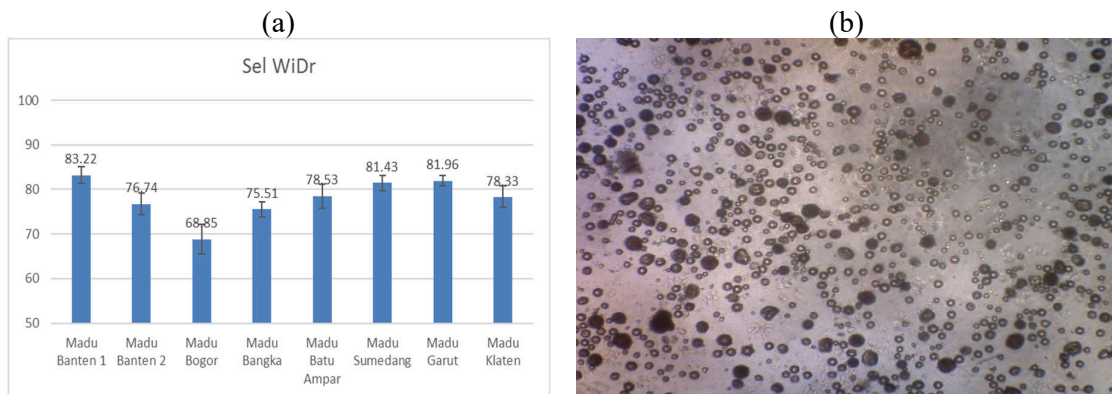 (a)
(b)
Sel WiDr
100
90
80
70
60
50
83.22
76.74
68.85
75.51
78.53
81.43
81.96
78.33
Madu Banten 1
Madu Banten 2
Madu Bogor
Madu Bangka
Madu Batu Ampar
Madu Sumedang
Madu Garut
Madu Klaten